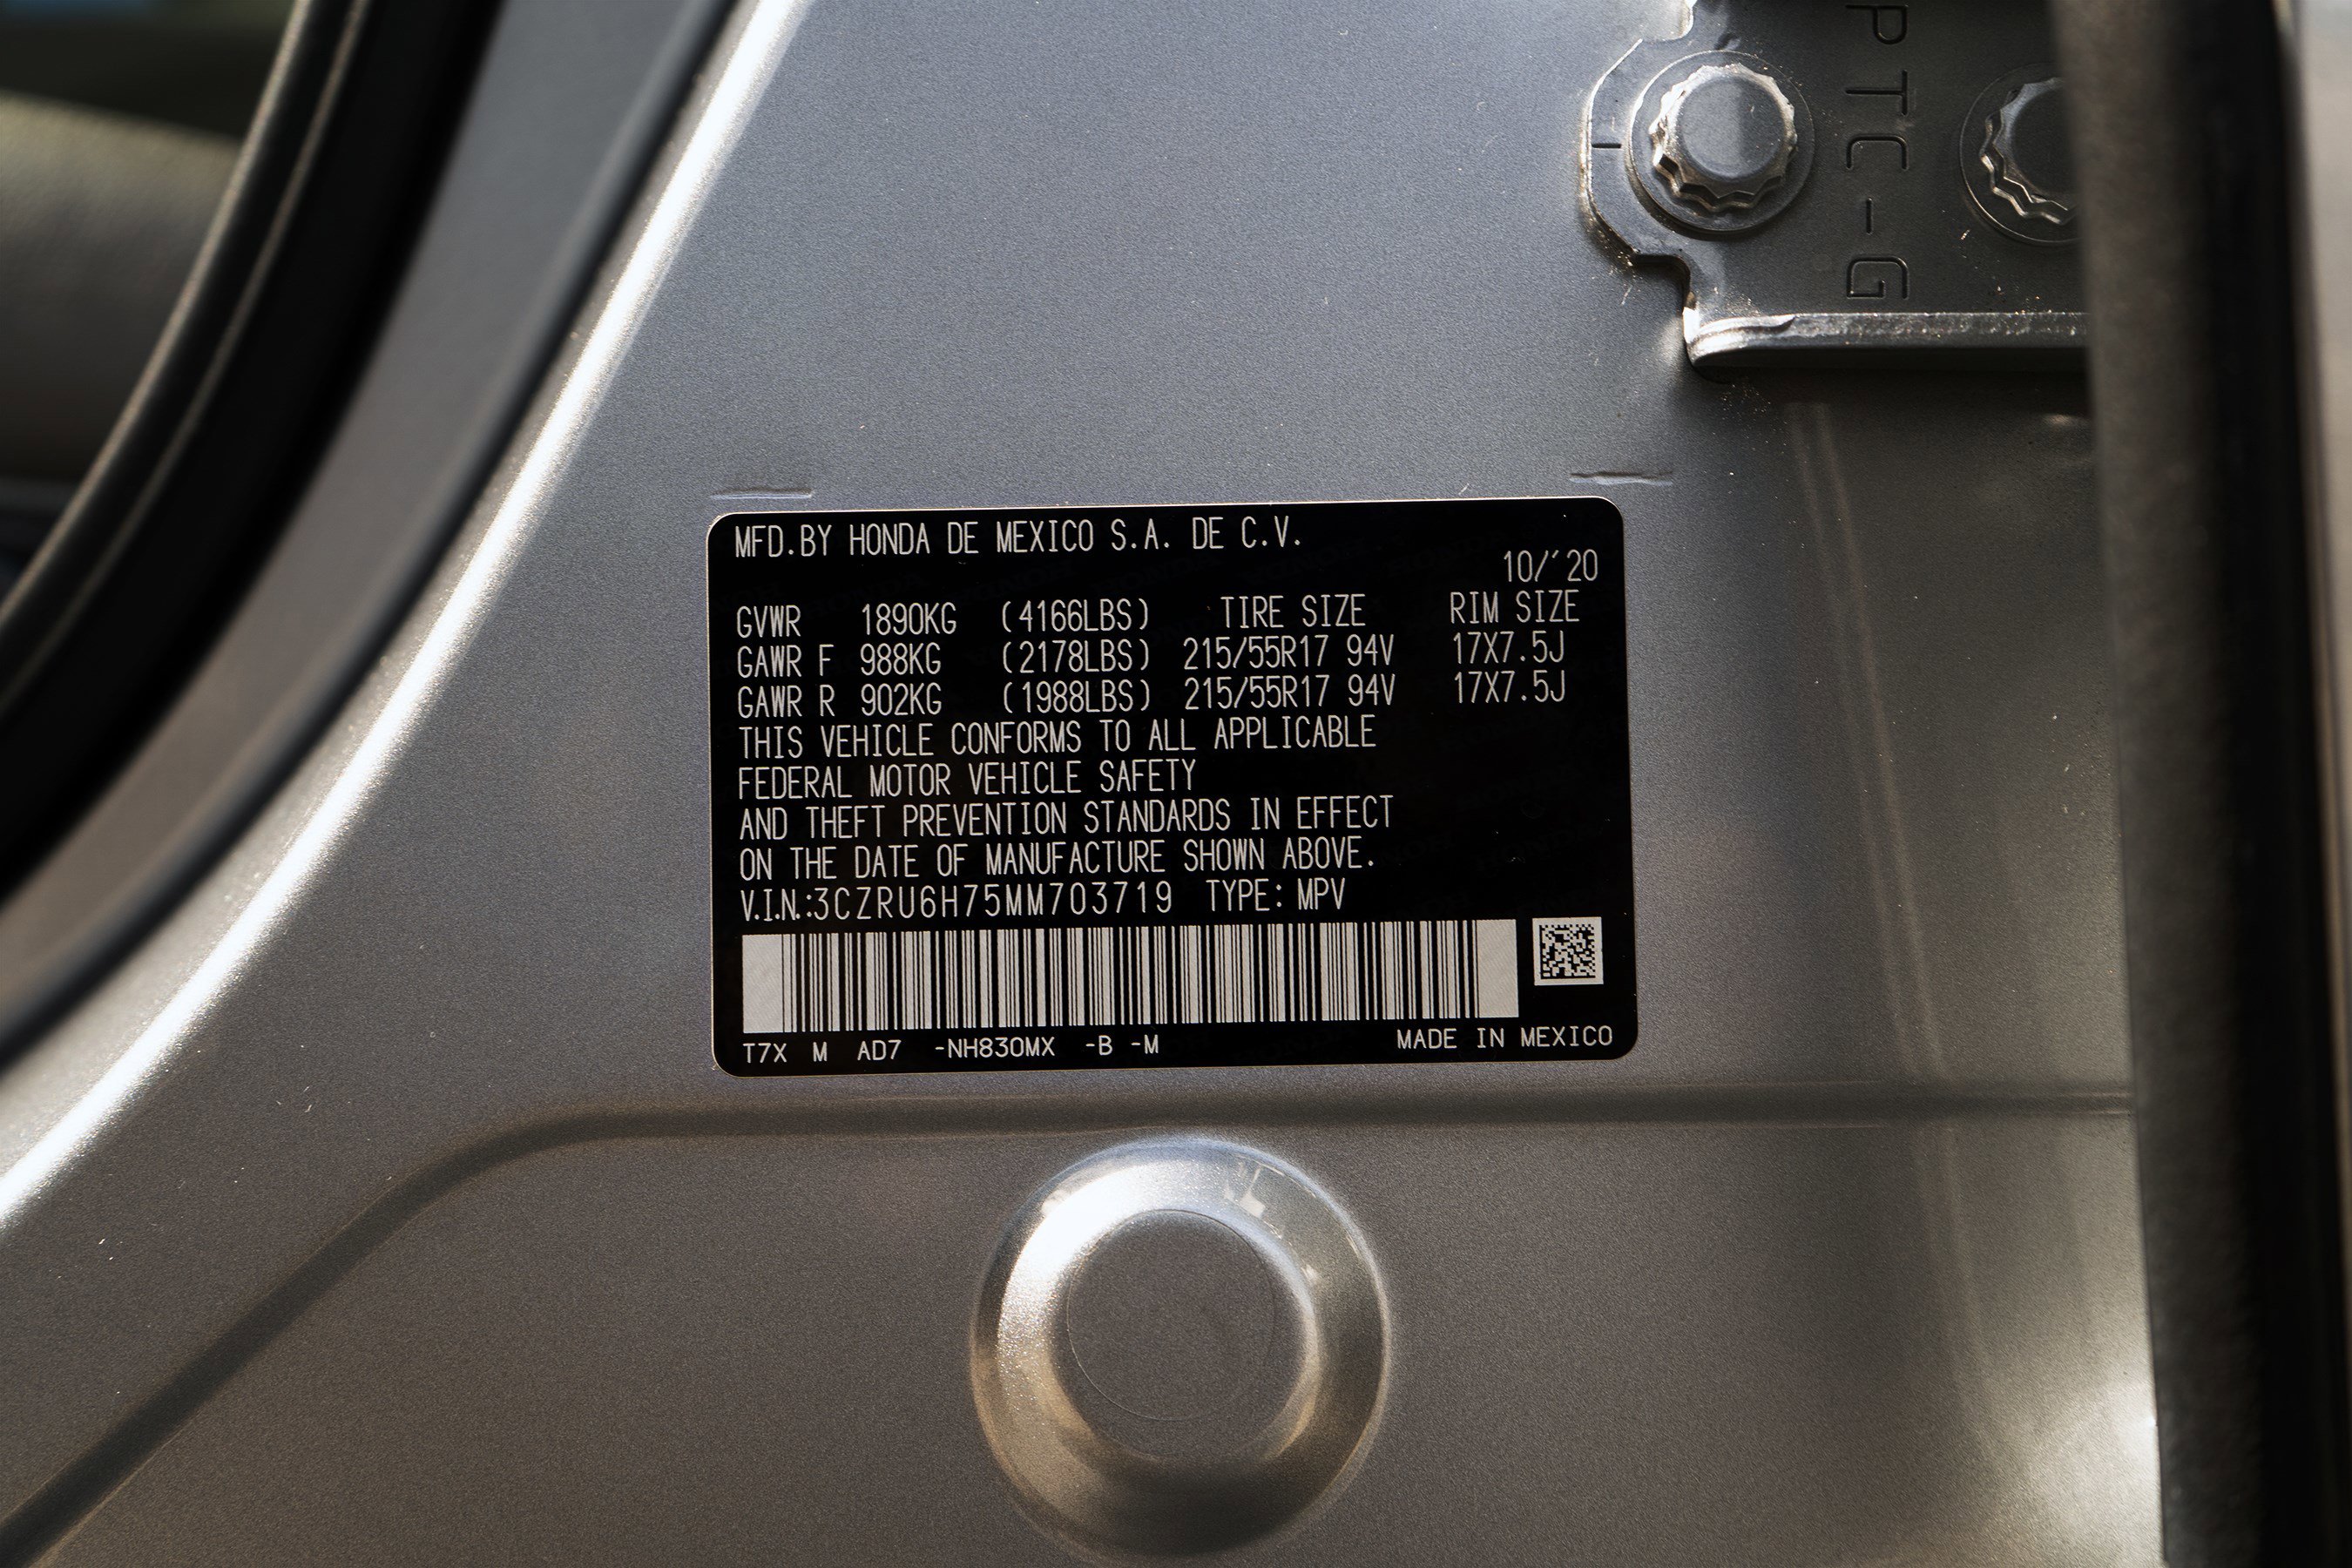 PTC-G
MFD.BY HONDA DE MEXICO S.A. DE C.V.
10/'20
GVWR 1890KG (4166LBS) TIRE SIZE RIM SIZE
GAWR F 988KG (2178LBS) 215/55R17 94V 17X7.5J
GAWR R 902KG (1988LBS) 215/55R17 94V 17X7.5J
THIS VEHICLE CONFORMS TO ALL APPLICABLE
FEDERAL MOTOR VEHICLE SAFETY
AND THEFT PREVENTION STANDARDS IN EFFECT
ON THE DATE OF MANUFACTURE SHOWN ABOVE.
V.I.N.:3CZRU6H75MM703719 TYPE: MPV
T7X M AD7 -NH830MX -B -M MADE IN MEXICO